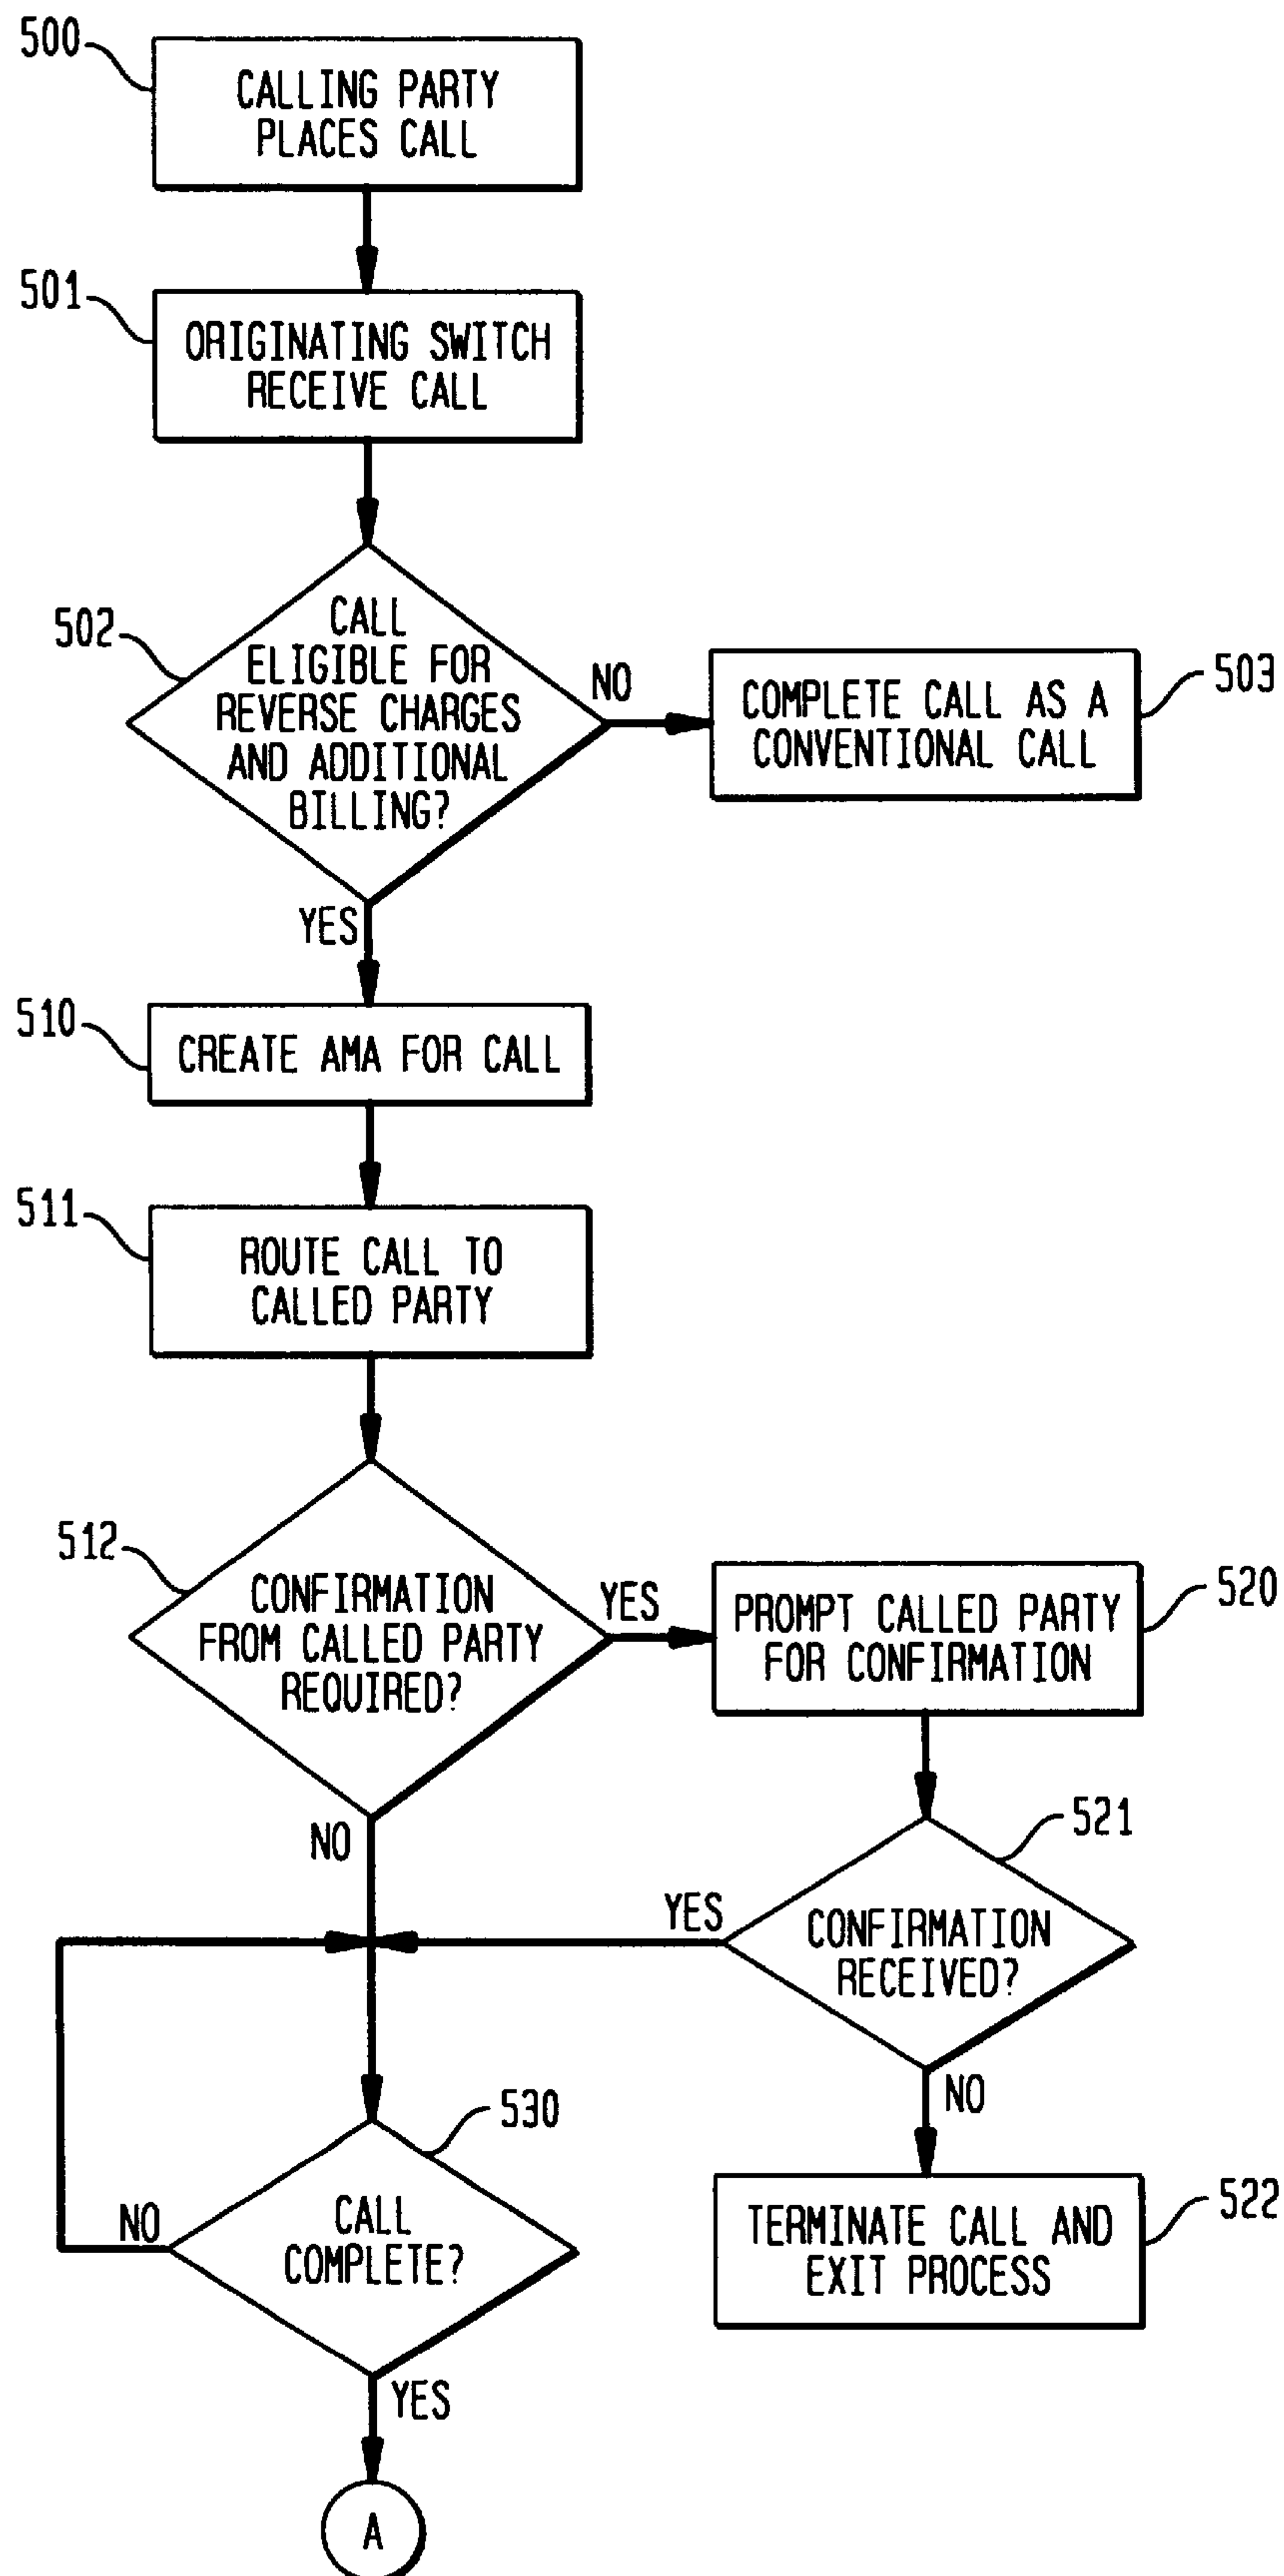 500
CALLING PARTY
PLACES CALL
501
ORIGINATING SWITCH
RECEIVE CALL
502
CALL
ELIGIBLE FOR
REVERSE CHARGES
AND ADDITIONAL
BILLING?
NO
COMPLETE CALL AS A
CONVENTIONAL CALL
503
YES
510
CREATE AMA FOR CALL
511
ROUTE CALL TO
CALLED PARTY
512
CONFIRMATION
FROM CALLED PARTY
REQUIRED?
YES
PROMPT CALLED PARTY
FOR CONFIRMATION
520
NO
521
YES
CONFIRMATION
RECEIVED?
NO
530
CALL
COMPLETE?
NO
TERMINATE CALL AND
EXIT PROCESS
522
YES
A